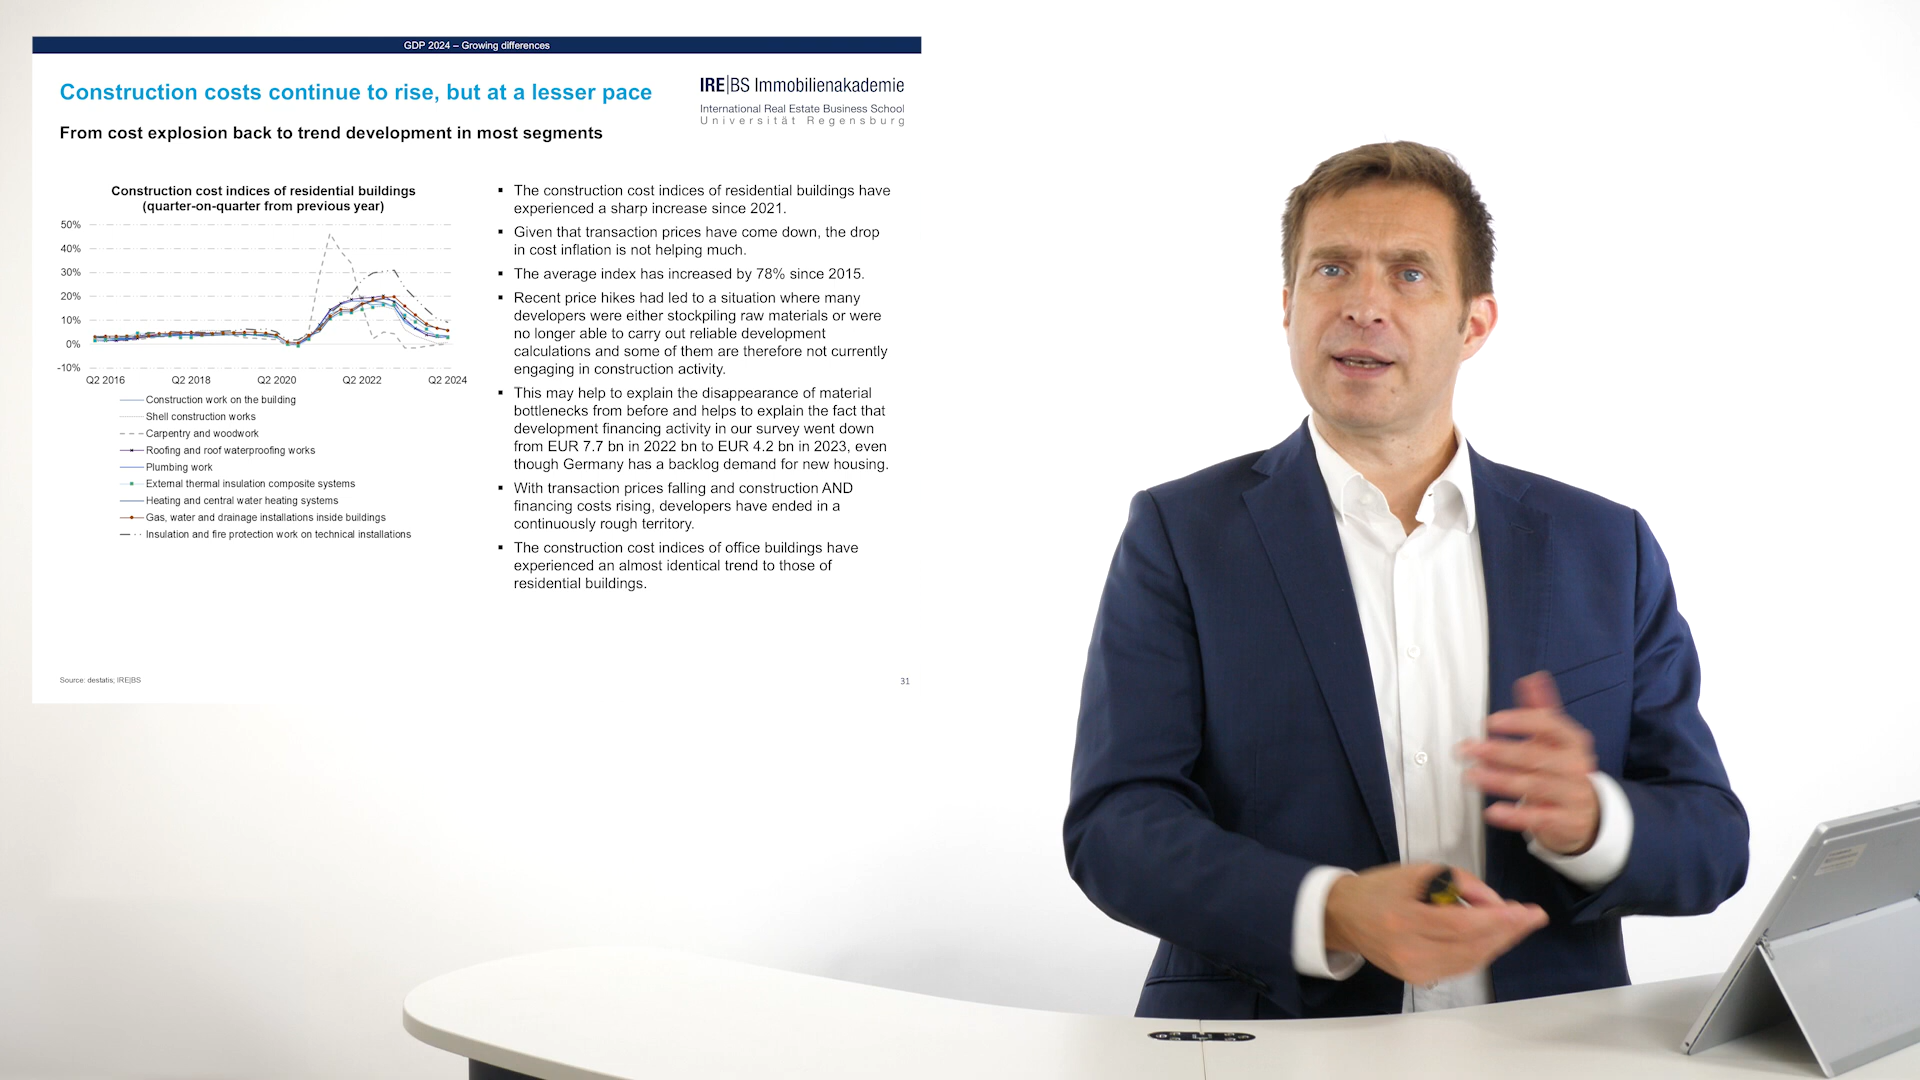 GDP 2024 – Growing differences
Construction costs continue to rise, but at a lesser pace
IRE|BS Immobilienakademie
International Real Estate Business School
Universität Regensburg
From cost explosion back to trend development in most segments
Construction cost indices of residential buildings
(quarter-on-quarter from previous year)
50%
40%
30%
20%
10%
0%
-10%
Q2 2016 Q2 2018 Q2 2020 Q2 2022 Q2 2024
Construction work on the building
Shell construction works
Carpentry and woodwork
Roofing and roof waterproofing works
Plumbing work
External thermal insulation composite systems
Heating and central water heating systems
Gas, water and drainage installations inside buildings
Insulation and fire protection work on technical installations
▪ The construction cost indices of residential buildings have
experienced a sharp increase since 2021.
▪ Given that transaction prices have come down, the drop
in cost inflation is not helping much.
▪ The average index has increased by 78% since 2015.
▪ Recent price hikes had led to a situation where many
developers were either stockpiling raw materials or were
no longer able to carry out reliable development
calculations and some of them are therefore not currently
engaging in construction activity.
▪ This may help to explain the disappearance of material
bottlenecks from before and helps to explain the fact that
development financing activity in our survey went down
from EUR 7.7 bn in 2022 bn to EUR 4.2 bn in 2023, even
though Germany has a backlog demand for new housing.
▪ With transaction prices falling and construction AND
financing costs rising, developers have ended in a
continuously rough territory.
▪ The construction cost indices of office buildings have
experienced an almost identical trend to those of
residential buildings.
Source: destatis; IRE|BS
31